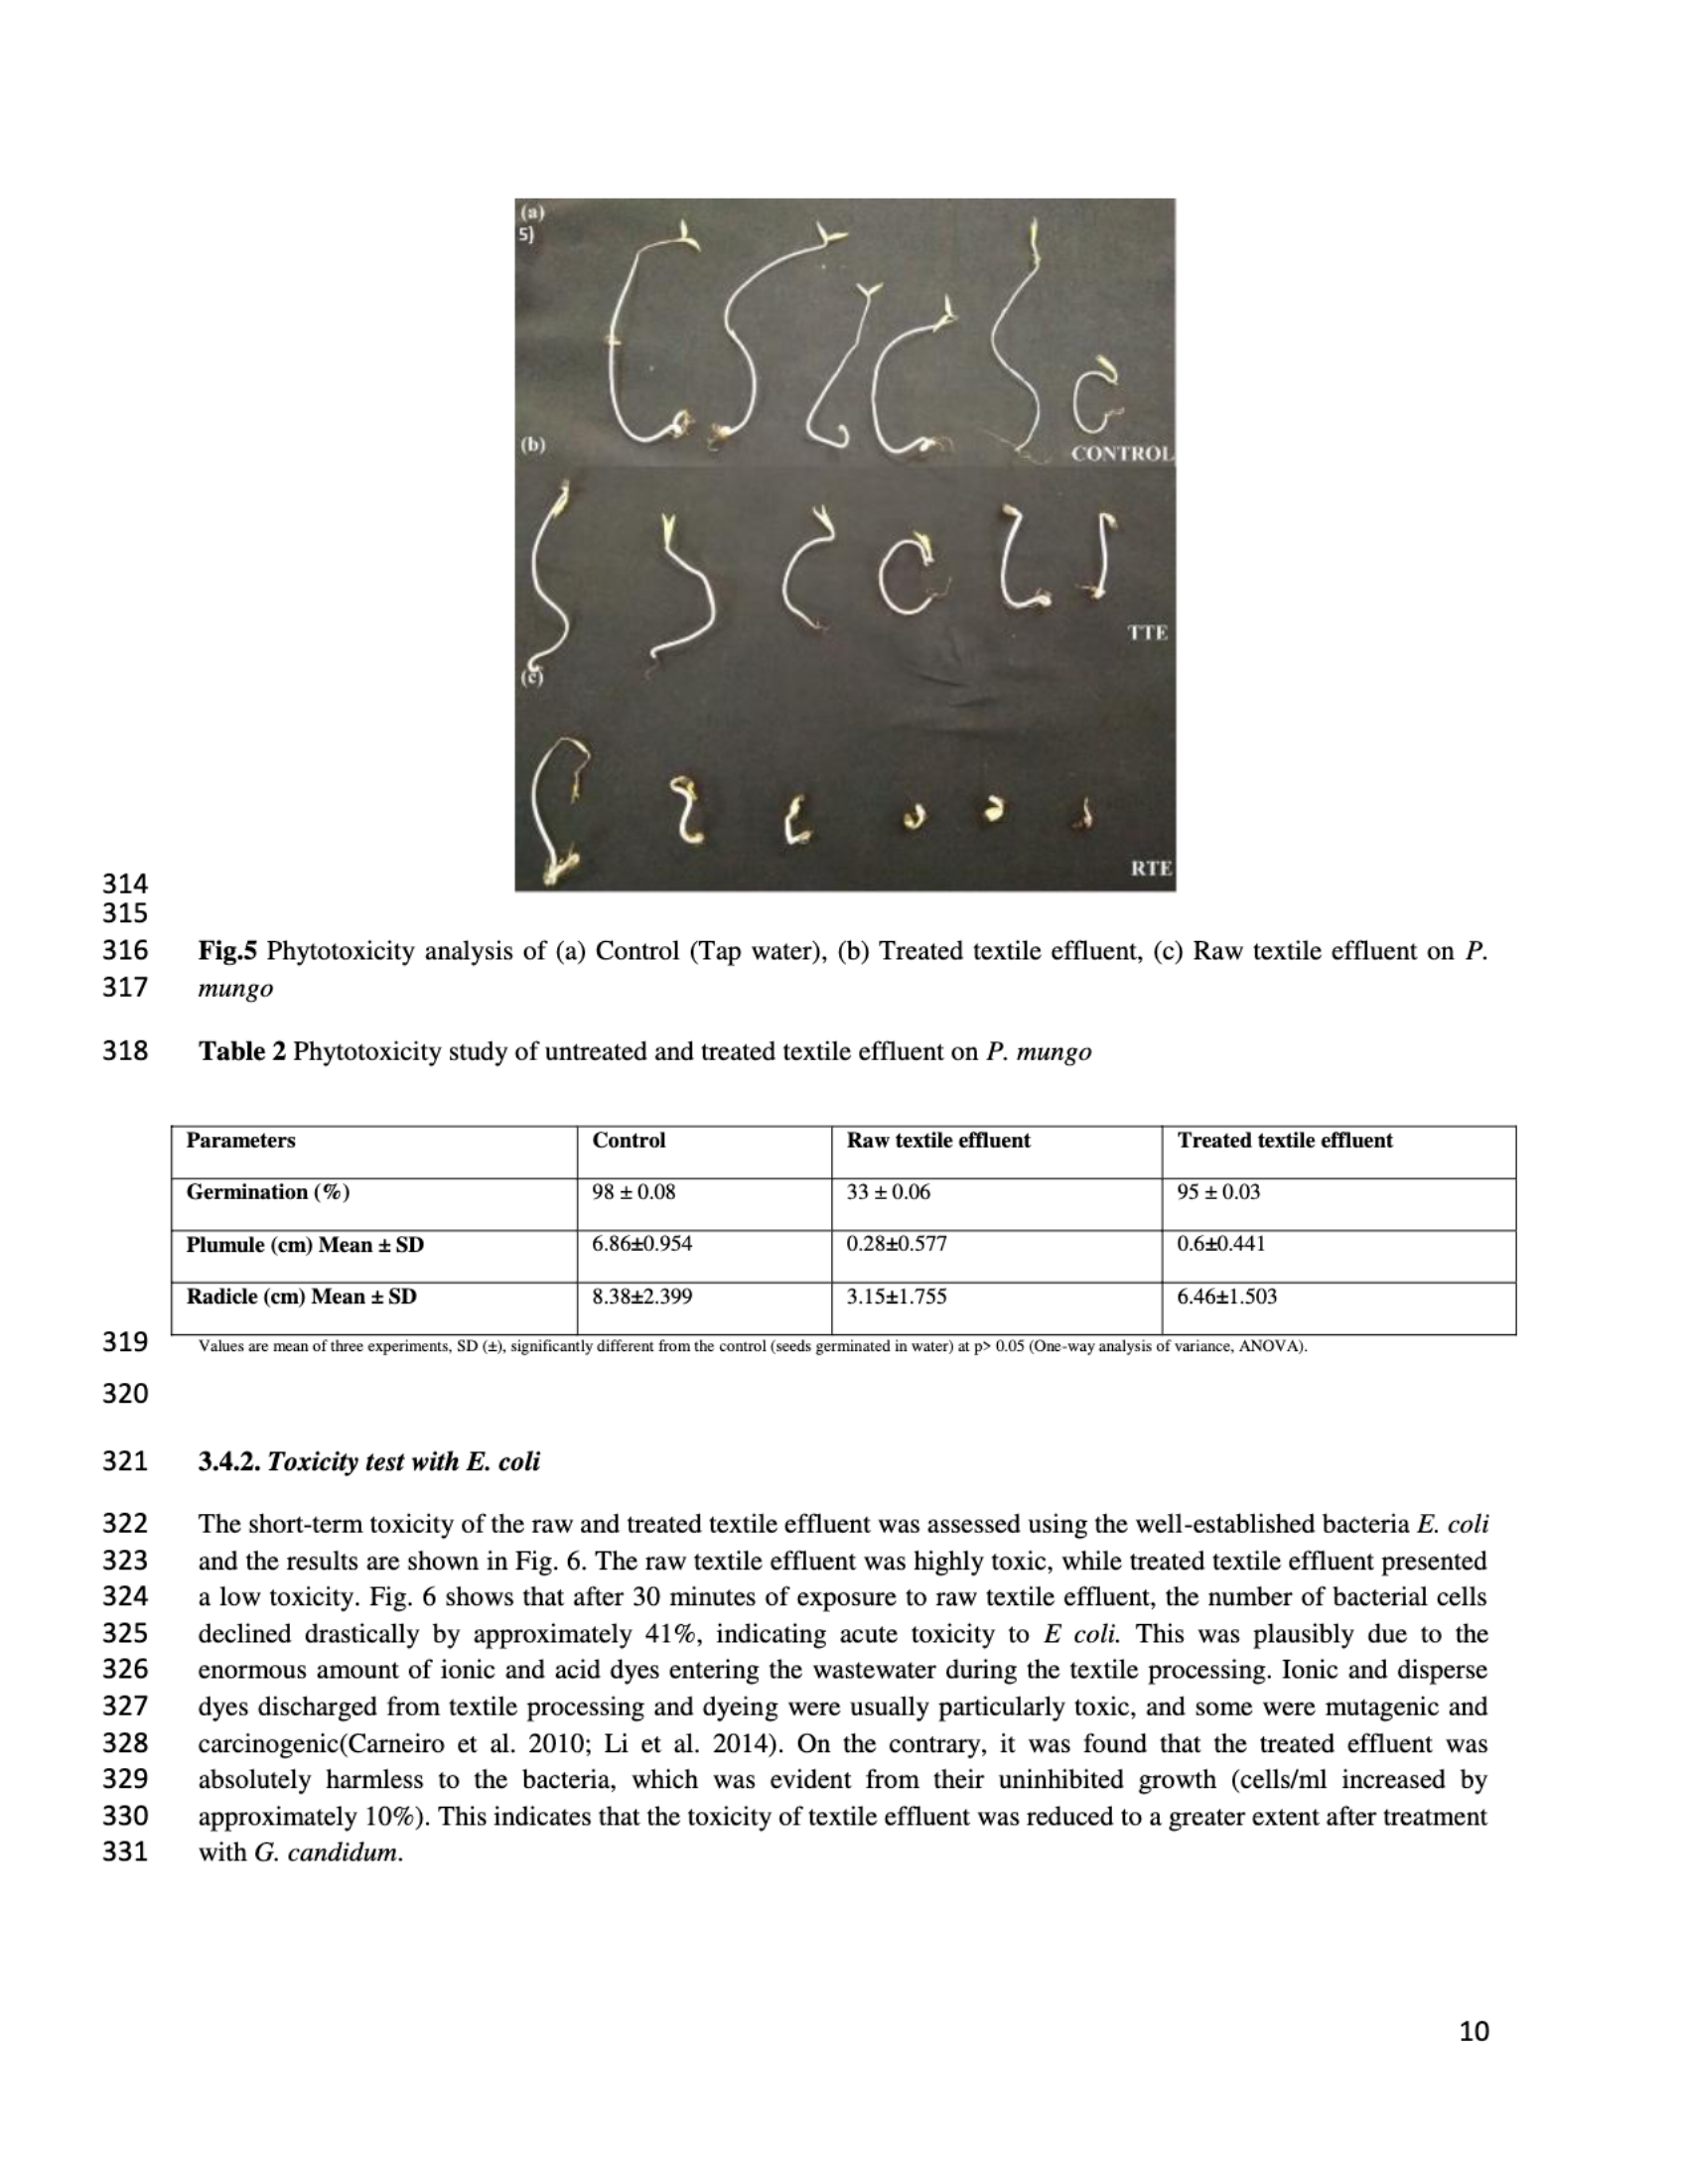 (a)
5)
(b)
CONTROL
TTE
(c)
RTE
314
315
316 Fig.5 Phytotoxicity analysis of (a) Control (Tap water), (b) Treated textile effluent, (c) Raw textile effluent on P.
317 mungo
318 Table 2 Phytotoxicity study of untreated and treated textile effluent on P. mungo
Parameters Control Raw textile effluent Treated textile effluent
Germination (%) 98 ± 0.08 33 ± 0.06 95 ± 0.03
Plumule (cm) Mean ± SD 6.86±0.954 0.28±0.577 0.6±0.441
Radicle (cm) Mean ± SD 8.38±2.399 3.15±1.755 6.46±1.503
319 Values are mean of three experiments, SD (±), significantly different from the control (seeds germinated in water) at p> 0.05 (One-way analysis of variance, ANOVA).
320
321 3.4.2. Toxicity test with E. coli
322 The short-term toxicity of the raw and treated textile effluent was assessed using the well-established bacteria E. coli
323 and the results are shown in Fig. 6. The raw textile effluent was highly toxic, while treated textile effluent presented
324 a low toxicity. Fig. 6 shows that after 30 minutes of exposure to raw textile effluent, the number of bacterial cells
325 declined drastically by approximately 41%, indicating acute toxicity to E coli. This was plausibly due to the
326 enormous amount of ionic and acid dyes entering the wastewater during the textile processing. Ionic and disperse
327 dyes discharged from textile processing and dyeing were usually particularly toxic, and some were mutagenic and
328 carcinogenic(Carneiro et al. 2010; Li et al. 2014). On the contrary, it was found that the treated effluent was
329 absolutely harmless to the bacteria, which was evident from their uninhibited growth (cells/ml increased by
330 approximately 10%). This indicates that the toxicity of textile effluent was reduced to a greater extent after treatment
331 with G. candidum.
10